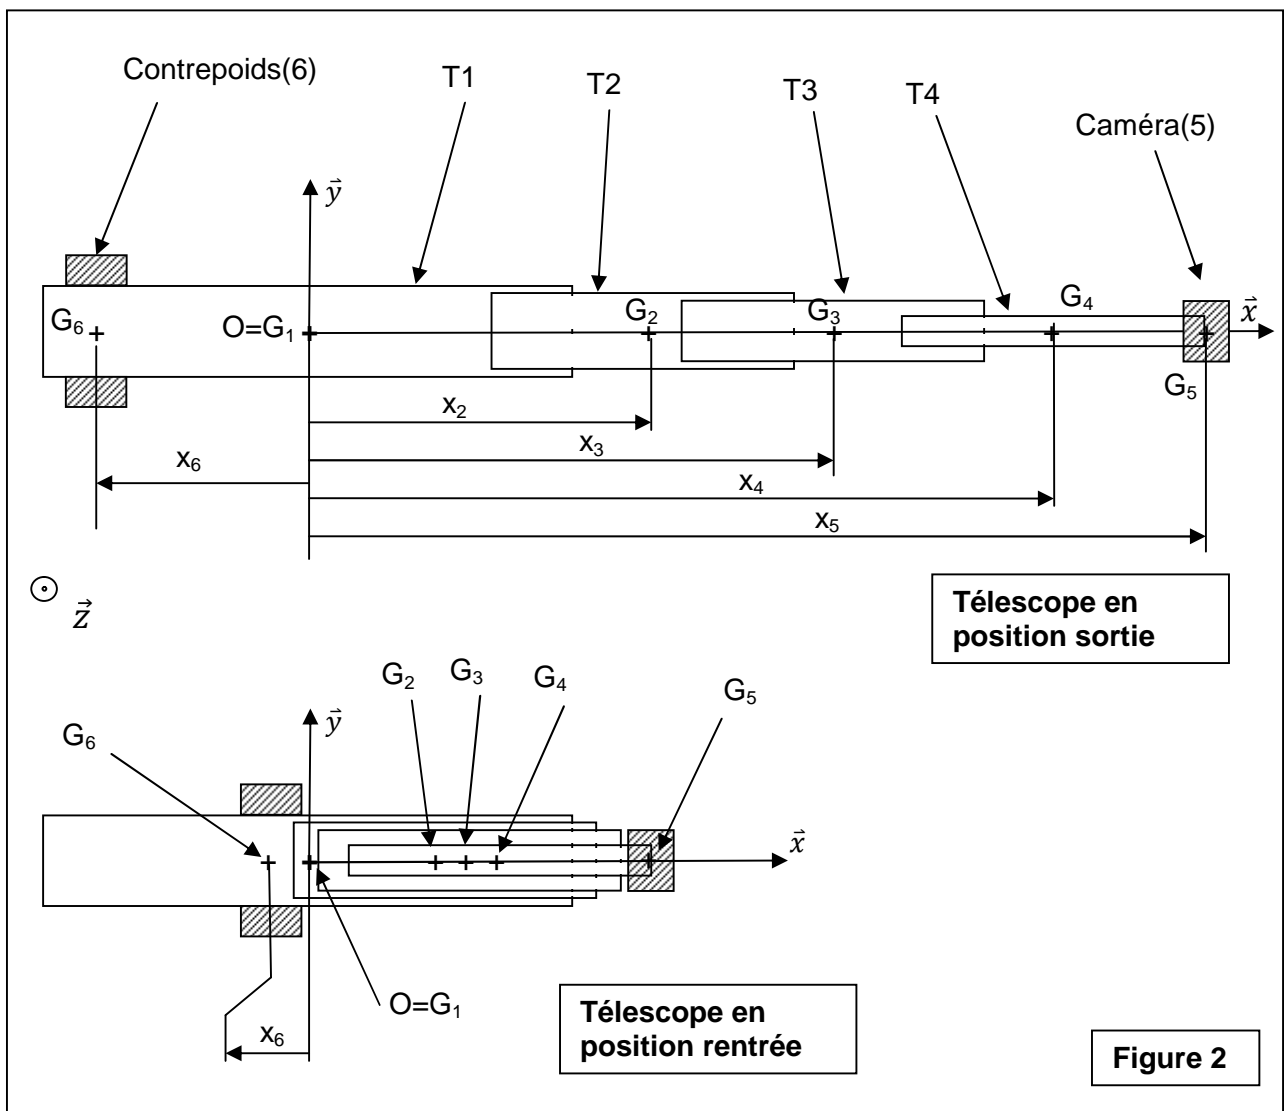 Contrepoids(6)
T1
T2
T3
T4
Caméra(5)
y⃗
G₆
O=G₁
G₂
G₃
G₄
x⃗
G₅
x₂
x₃
x₆
x₄
x₅
z⃗
Télescope en
position sortie
G₂
G₃
G₄
G₅
y⃗
G₆
x⃗
O=G₁
x₆
Télescope en
position rentrée
Figure 2